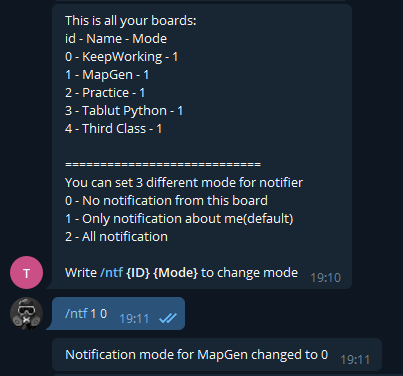 This is all your boards:
id - Name - Mode
0 - KeepWorking - 1
1 - MapGen - 1
2 - Practice - 1
3 - Tablut Python - 1
4 - Third Class - 1
============================
You can set 3 different mode for notifier
0 - No notification from this board
1 - Only notification about me(default)
2 - All notification
Write /ntf {ID} {Mode} to change mode
19:10
T
/ntf 1 0 19:11
Notification mode for MapGen changed to 0 19:11